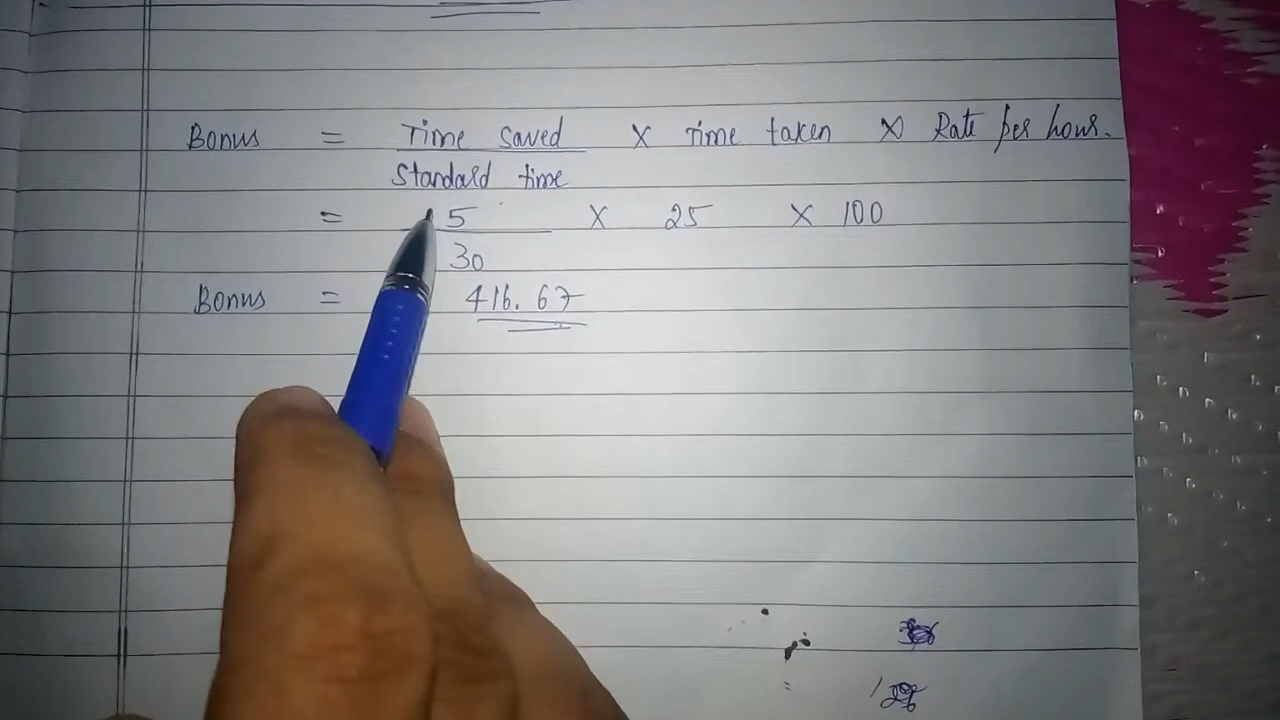 Bonus = Time saved X Time taken X Rate per hour.
Standard time
= 5 X 25 X 100
30
Bonus = 416.67